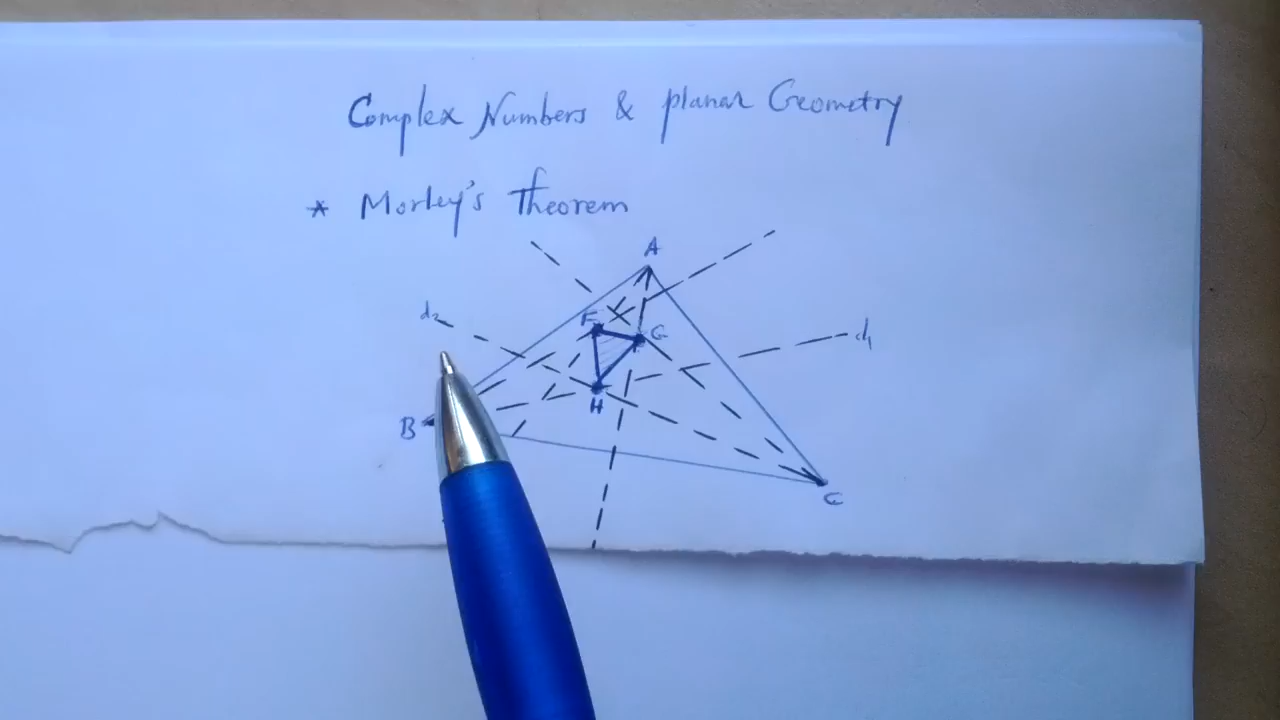 Complex Numbers & planar Geometry
* Morley's Theorem
A
d2
F
G
d1
B
H
C